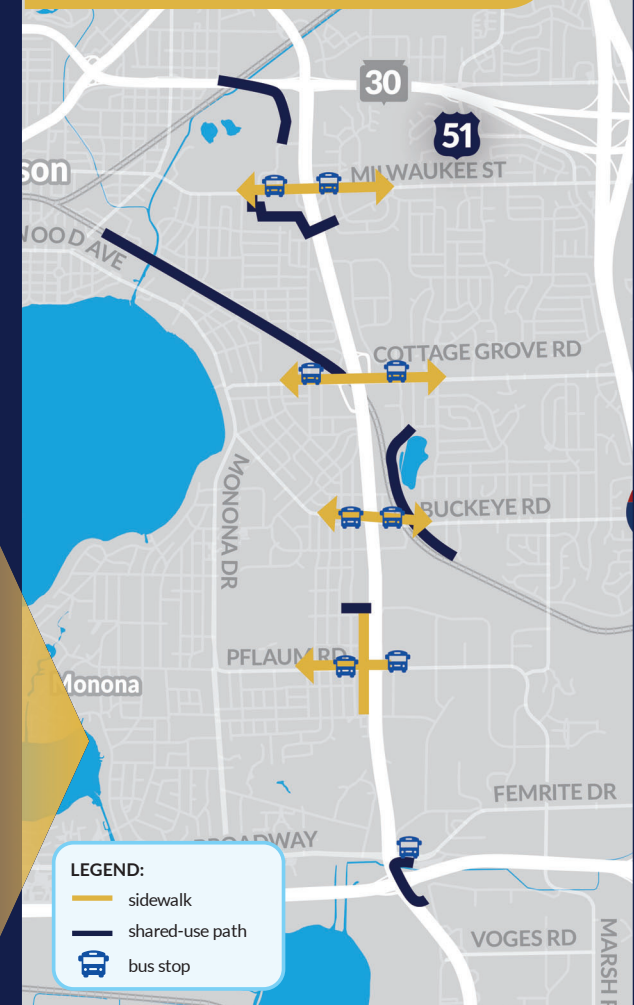 30
51
son
MILWAUKEE ST
WOOD AVE
COTTAGE GROVE RD
MONONA DR
BUCKEYE RD
PFLAUM RD
Monona
FEMRITE DR
BROADWAY
LEGEND:
sidewalk
shared-use path
bus stop
VOGES RD
MARSH R